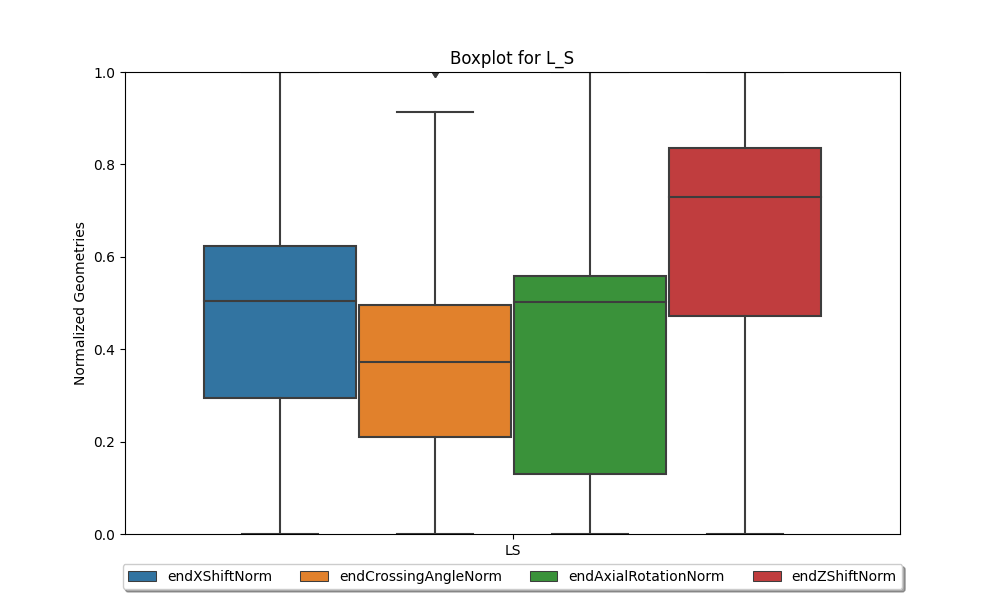 Boxplot for L_S
1.0
0.8
0.6
0.4
0.2
0.0
Normalized Geometries
LS
endXShiftNorm endCrossingAngleNorm endAxialRotationNorm endZShiftNorm